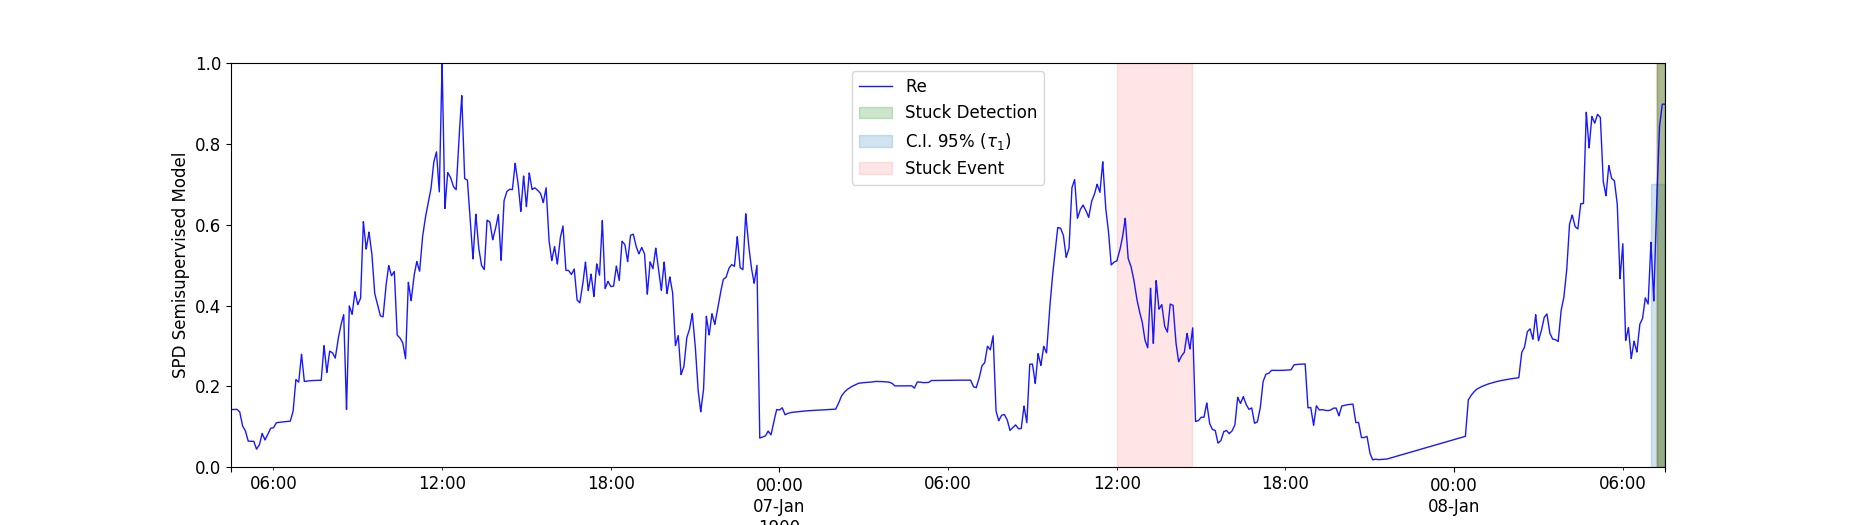 1.0
0.8
0.6
0.4
0.2
0.0
SPD Semisupervised Model
Re
Stuck Detection
C.I. 95% (τ₁)
Stuck Event
06:00 12:00 18:00 00:00 06:00 12:00 18:00 00:00 06:00
07-Jan 08-Jan
1900